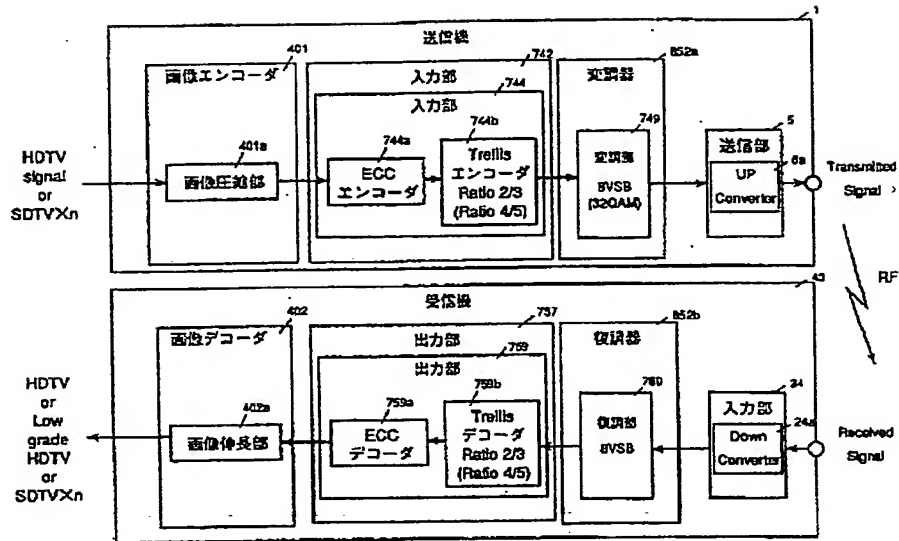 1
送信機
画像エンコーダ
401
入力部
742
変調器
852a
入力部
744
HDTV
signal
or
SDTV×n
401a
画像圧縮部
744a
ECC
エンコーダ
744b
Trellis
エンコーダ
Ratio 2/3
(Ratio 4/5)
749
変調部
8VSB
(32QAM)
5
送信部
6a
UP
Converter
Transmitted
Signal
RF
43
受信機
画像デコーダ
402
出力部
737
復調器
852b
出力部
759
HDTV
or
Low
grade
HDTV
or
SDTV×n
402a
画像伸長部
759a
ECC
デコーダ
759b
Trellis
デコーダ
Ratio 2/3
(Ratio 4/5)
760
復調部
8VSB
24
入力部
24a
Down
Converter
Received
Signal